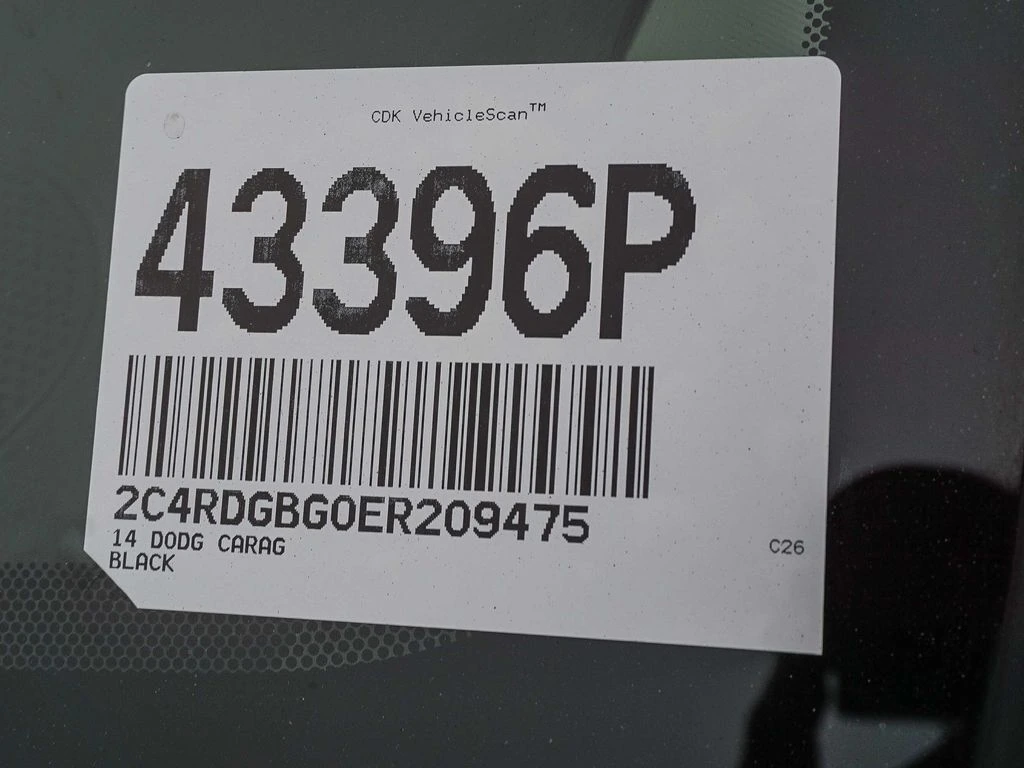 CDK VehicleScan™
43396P
2C4RDGBG0ER209475
14 DODG CARAG
BLACK
C26